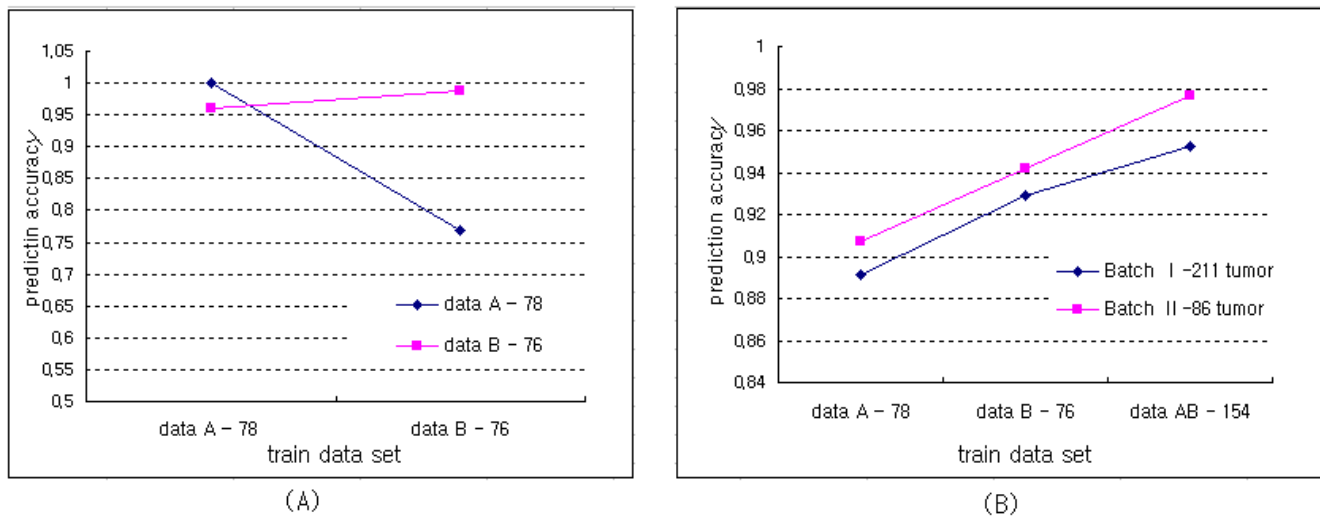 1,05
1
0,95
0,9
0,85
0,8
0,75
0,7
0,65
0,6
0,55
0,5
predictin accuracy
data A - 78
data B - 76
data A - 78
data B - 76
train data set
(A)
1
0,98
0,96
0,94
0,92
0,9
0,88
0,86
0,84
prediction accuracy
Batch I -211 tumor
Batch II -86 tumor
data A - 78
data B - 76
data AB - 154
train data set
(B)